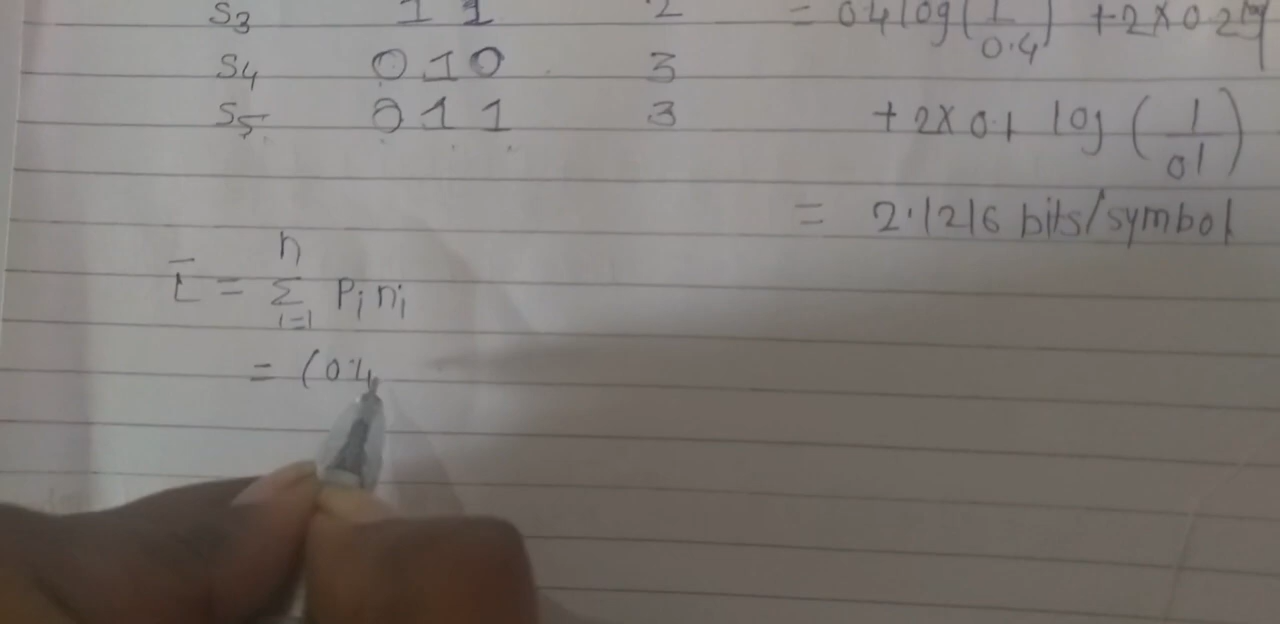 S3 1 1 2 = 0.4 log(1/0.4) + 2 x 0.2 log
S4 0 1 0 3
S5 0 1 1 3 + 2x 0.1 log (1/0.1)
= 2.1216 bits/symbol
L̄ = n Σ i=1 Pi ni
= (0.4